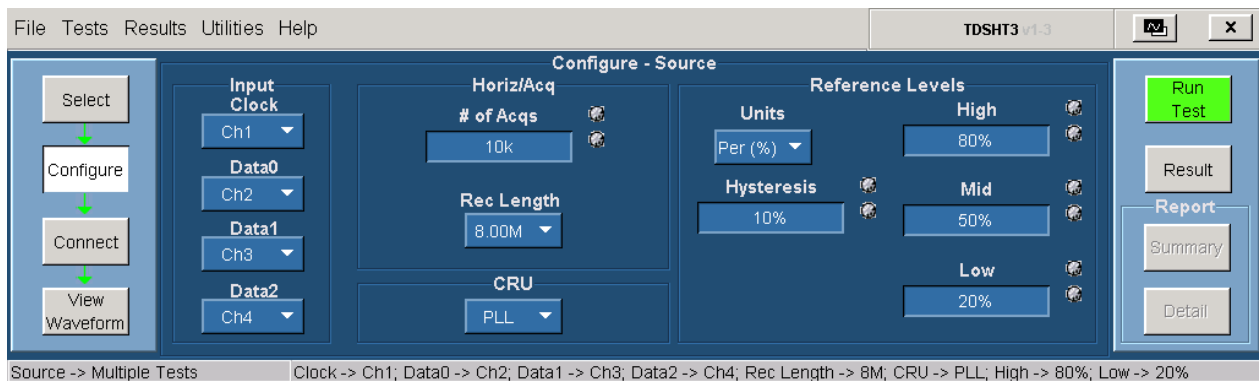 File Tests Results Utilities Help
TDSHT3 v1-3
x
Select
Configure
Connect
View
Waveform
Configure - Source
Input
Clock
Ch1
Data0
Ch2
Data1
Ch3
Data2
Ch4
Horiz/Acq
# of Acqs
10k
Rec Length
8.00M
CRU
PLL
Reference Levels
Units
Per (%)
Hysteresis
10%
High
80%
Mid
50%
Low
20%
Run
Test
Result
Report
Summary
Detail
Source -> Multiple Tests
Clock -> Ch1; Data0 -> Ch2; Data1 -> Ch3; Data2 -> Ch4; Rec Length -> 8M; CRU -> PLL; High -> 80%; Low -> 20%